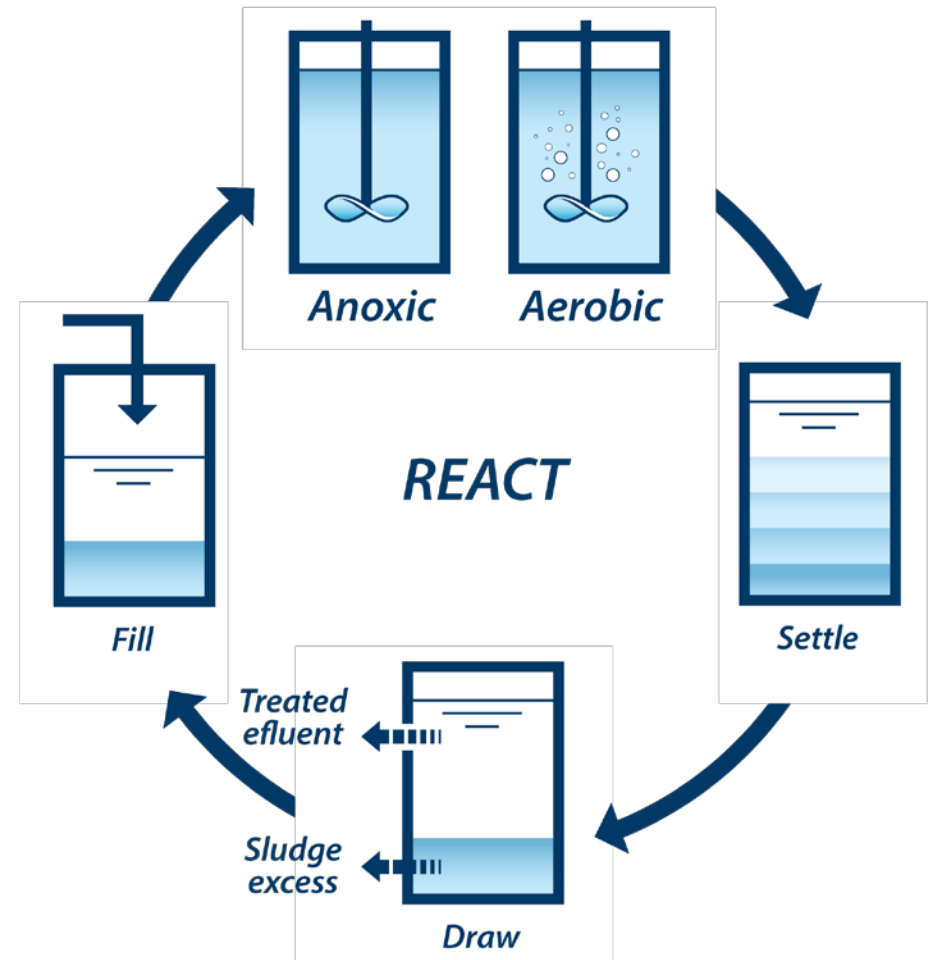 Anoxic
Aerobic
REACT
Fill
Settle
Treated
efluent
Sludge
excess
Draw